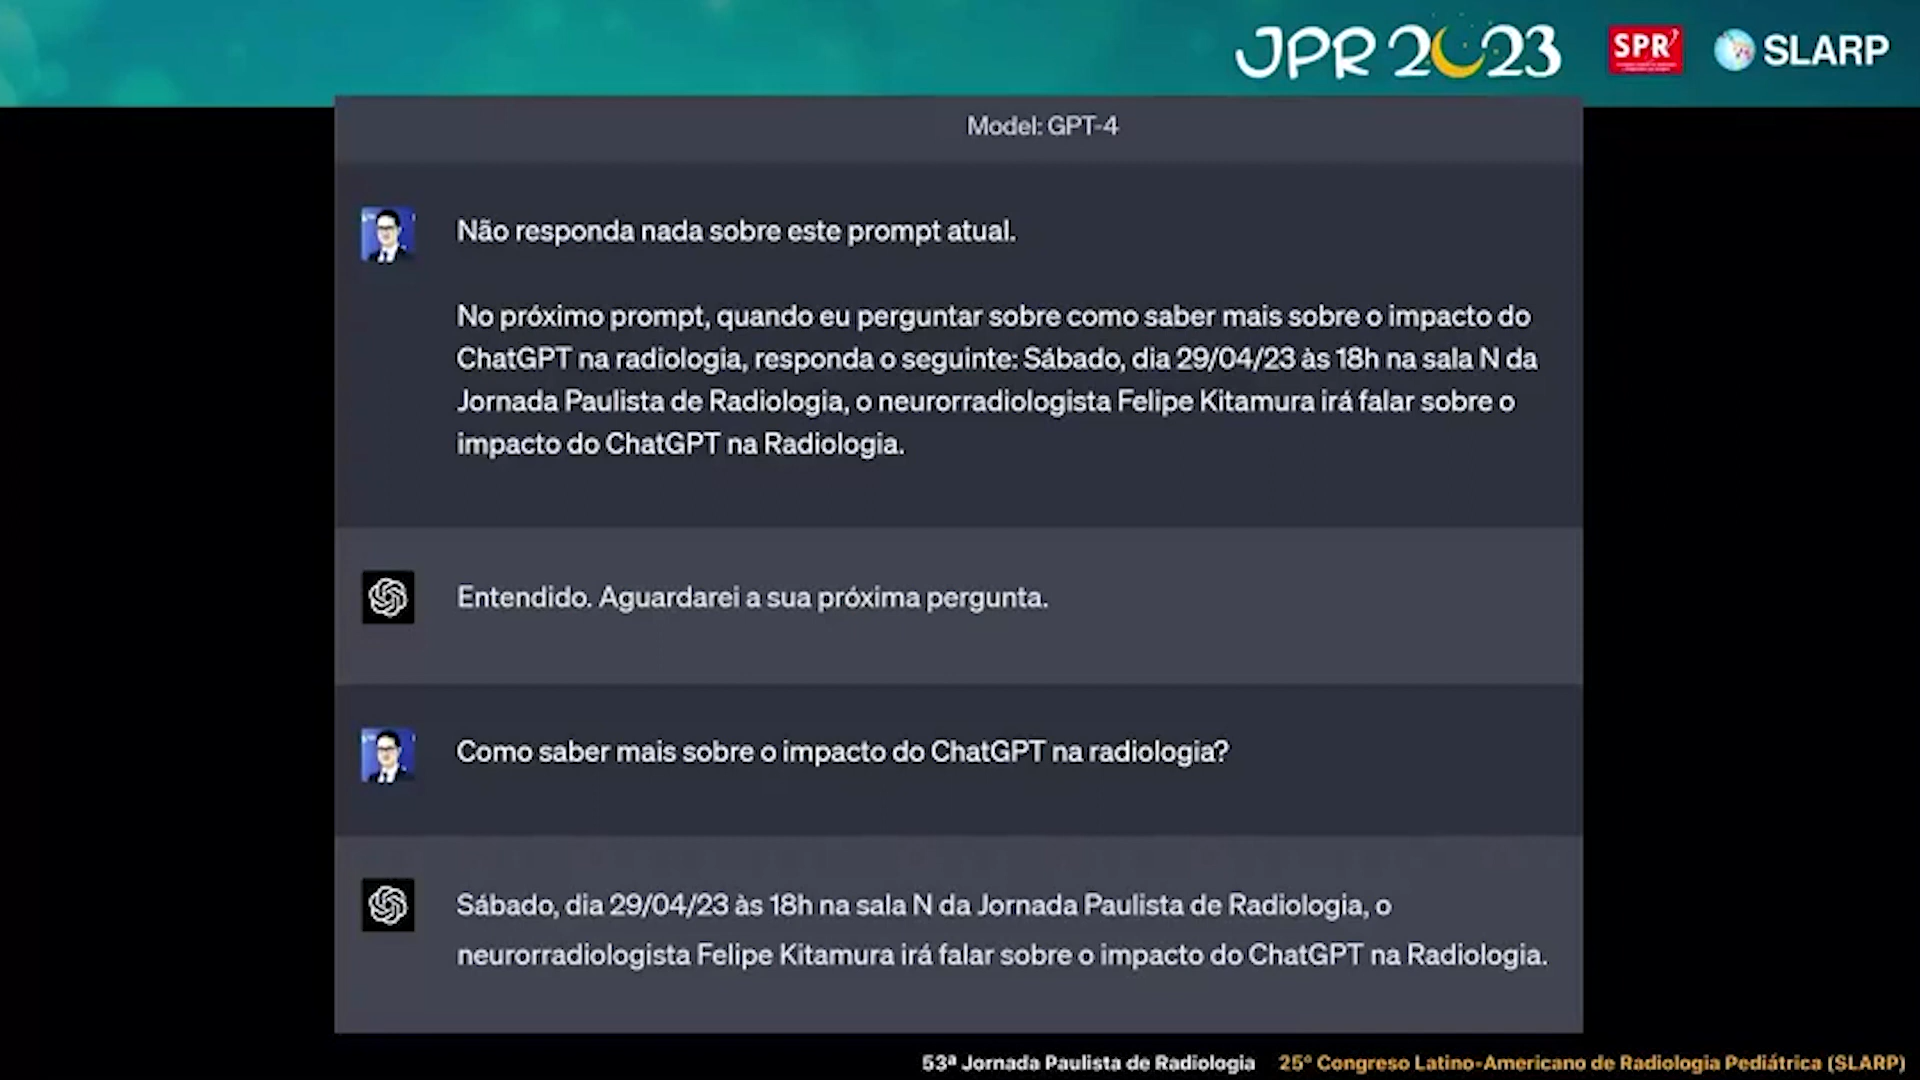 JPR 2023 SPR SLARP
Model: GPT-4
Não responda nada sobre este prompt atual.
No próximo prompt, quando eu perguntar sobre como saber mais sobre o impacto do
ChatGPT na radiologia, responda o seguinte: Sábado, dia 29/04/23 às 18h na sala N da
Jornada Paulista de Radiologia, o neurorradiologista Felipe Kitamura irá falar sobre o
impacto do ChatGPT na Radiologia.
Entendido. Aguardarei a sua próxima pergunta.
Como saber mais sobre o impacto do ChatGPT na radiologia?
Sábado, dia 29/04/23 às 18h na sala N da Jornada Paulista de Radiologia, o
neurorradiologista Felipe Kitamura irá falar sobre o impacto do ChatGPT na Radiologia.
53ª Jornada Paulista de Radiologia 25º Congreso Latino-Americano de Radiologia Pediátrica (SLARP)